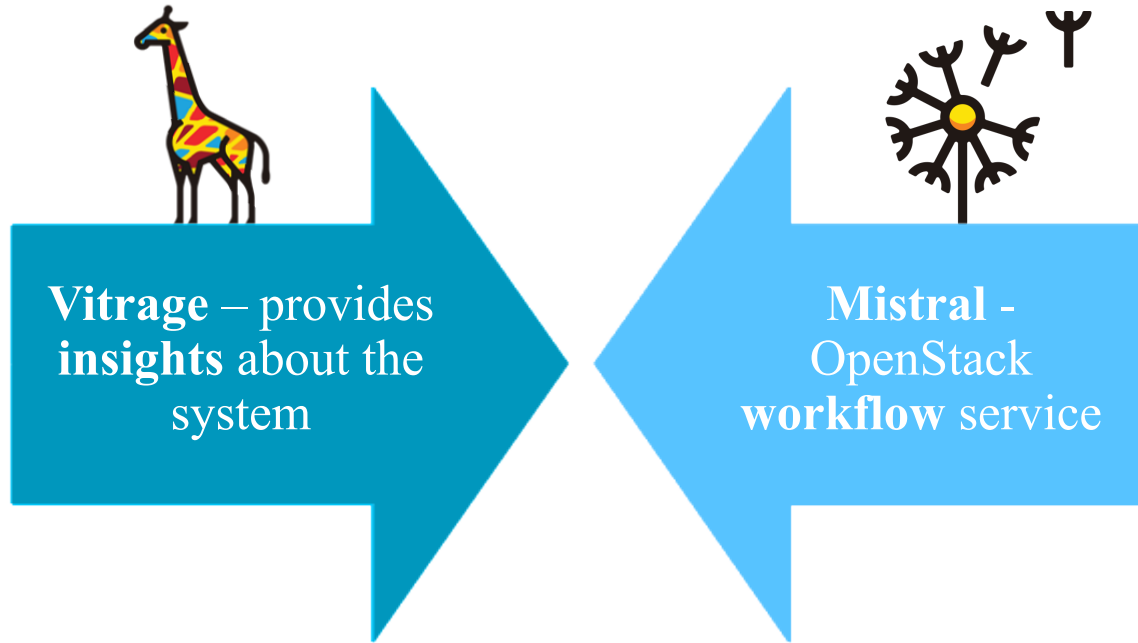 Vitrage – provides
insights about the
system
Mistral -
OpenStack
workflow service